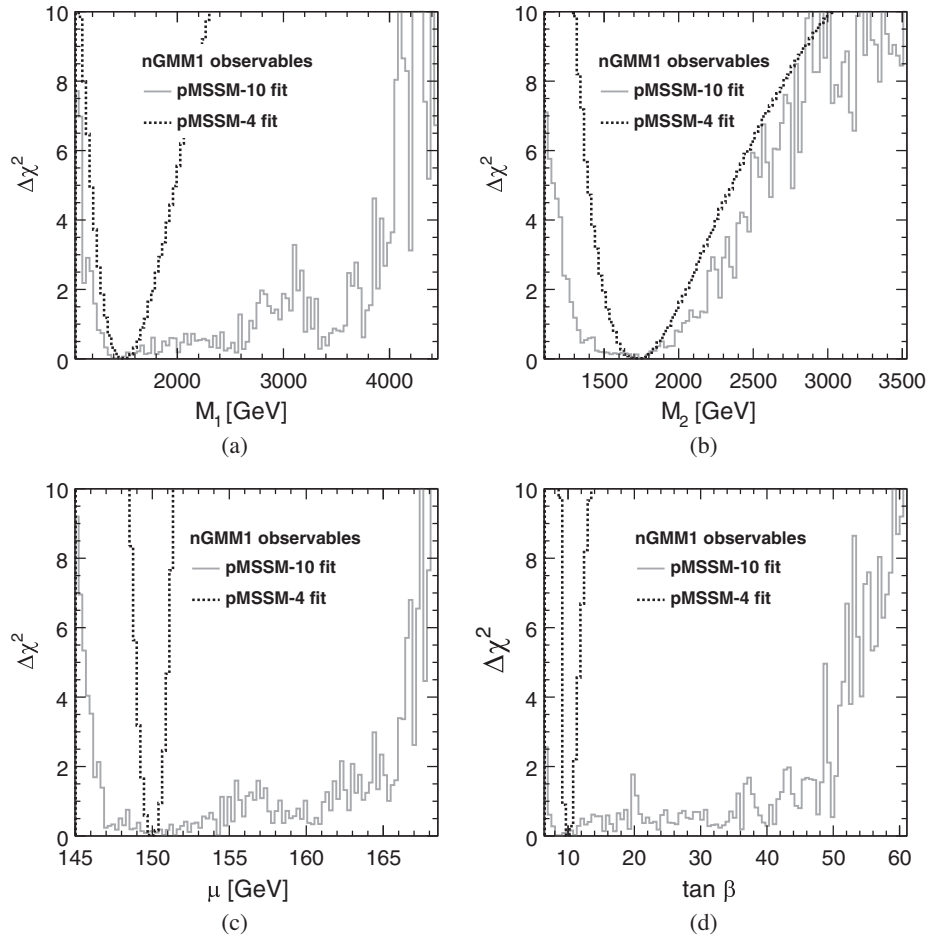 10
8
6
4
2
0
Δχ²
nGMM1 observables
pMSSM-10 fit
pMSSM-4 fit
2000 3000 4000
M₁ [GeV]
(a)
10
8
6
4
2
0
Δχ²
nGMM1 observables
pMSSM-10 fit
pMSSM-4 fit
1500 2000 2500 3000 3500
M₂ [GeV]
(b)
10
8
6
4
2
0
Δχ²
nGMM1 observables
pMSSM-10 fit
pMSSM-4 fit
145 150 155 160 165
μ [GeV]
(c)
10
8
6
4
2
0
Δχ²
nGMM1 observables
pMSSM-10 fit
pMSSM-4 fit
10 20 30 40 50 60
tan β
(d)